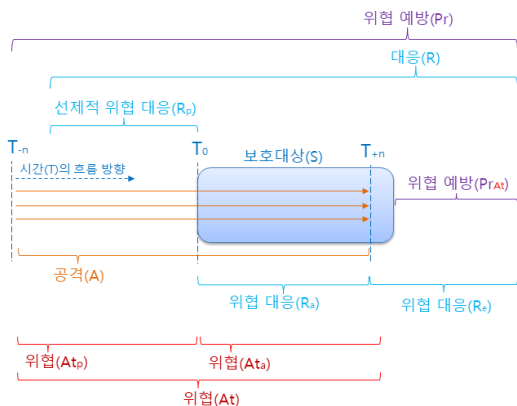 위협 예방(Pr)
대응(R)
선제적 위협 대응(Rp)
T-n
T0
보호대상(S)
T+n
시간(T)의 흐름 방향
위협 예방(PrAt)
공격(A)
위협 대응(Ra)
위협 대응(Re)
위협(Atp)
위협(Ata)
위협(At)